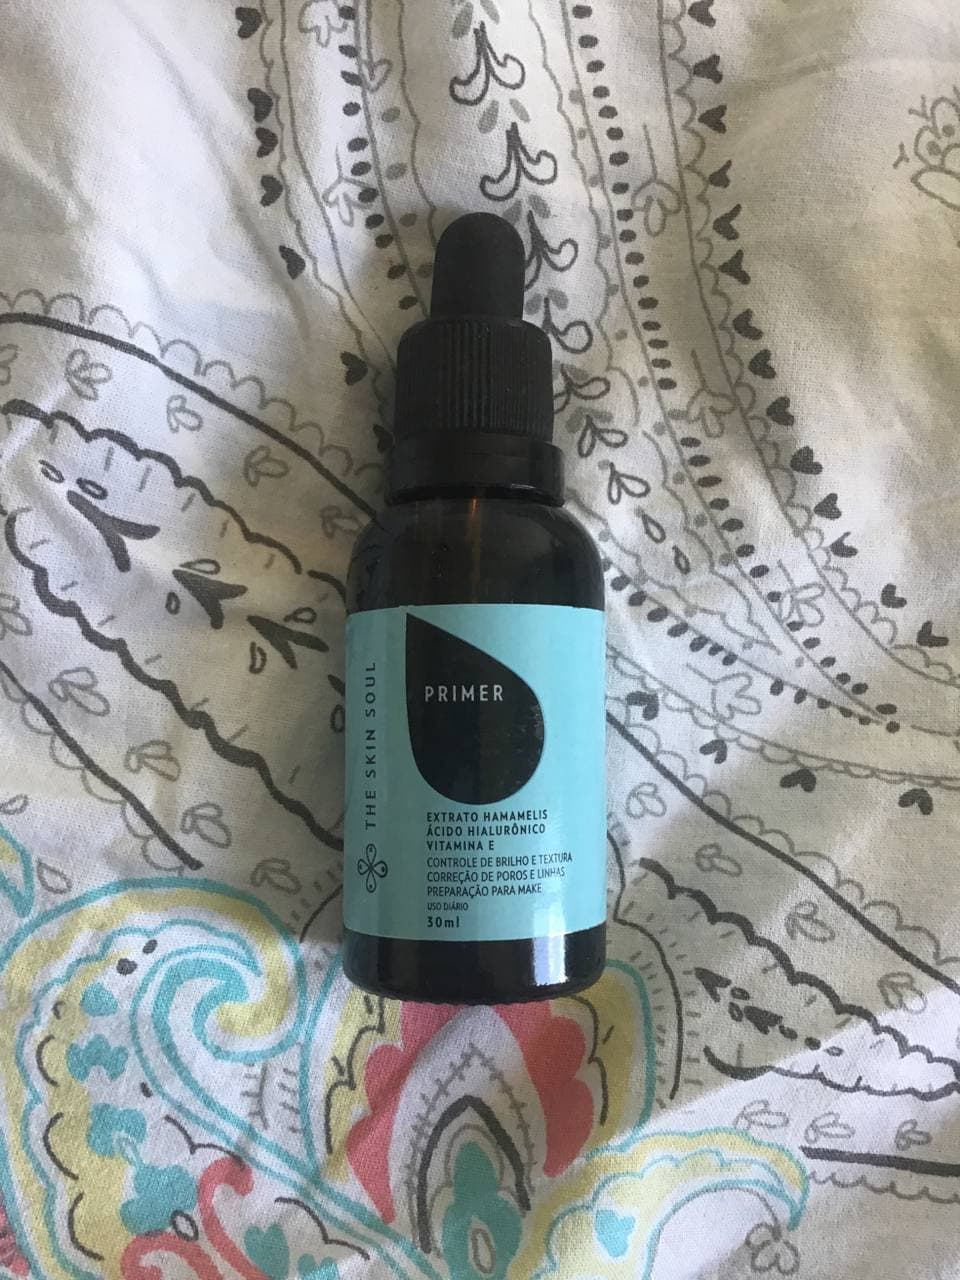 THE SKIN SOUL
PRIMER
EXTRATO HAMAMELIS
ÁCIDO HIALURÔNICO
VITAMINA E
CONTROLE DE BRILHO E TEXTURA
CORREÇÃO DE POROS E LINHAS
PREPARAÇÃO PARA MAKE
USO DIÁRIO
30ml